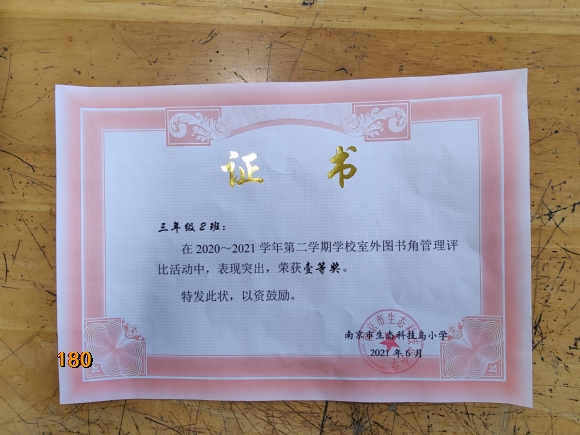 证 书
三年级2班：
在2020～2021学年第二学期学校室外图书角管理评
比活动中，表现突出，荣获壹等奖。
特发此状，以资鼓励。
南京市生态科技岛小学
2021年6月
180